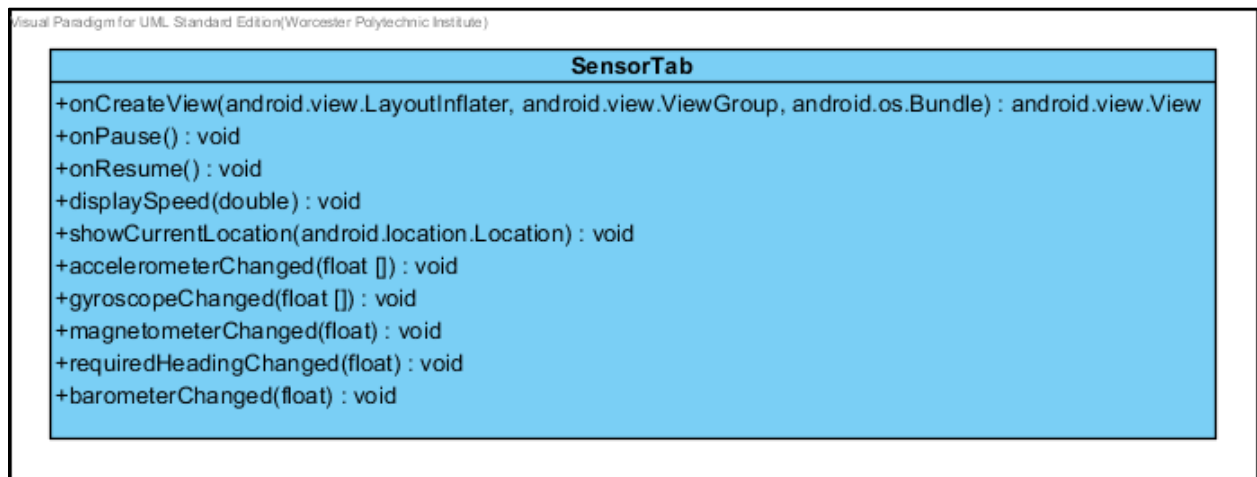 Visual Paradigm for UML Standard Edition(Worcester Polytechnic Institute)
SensorTab
+onCreateView(android.view.LayoutInflater, android.view.ViewGroup, android.os.Bundle) : android.view.View
+onPause() : void
+onResume() : void
+displaySpeed(double) : void
+showCurrentLocation(android.location.Location) : void
+accelerometerChanged(float []) : void
+gyroscopeChanged(float []) : void
+magnetometerChanged(float) : void
+requiredHeadingChanged(float) : void
+barometerChanged(float) : void